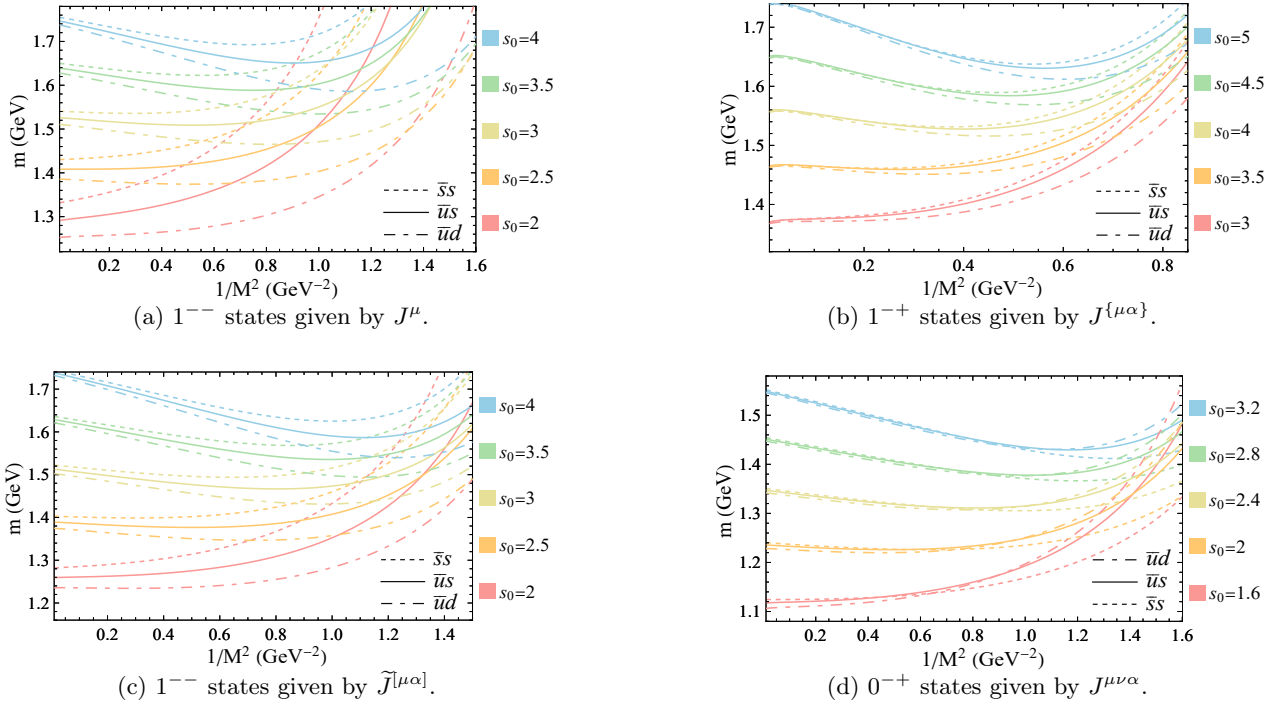 1.7
1.6
1.5
1.4
1.3
m (GeV)
s̅s
u̅s
u̅d
0.2 0.4 0.6 0.8 1.0 1.2 1.4 1.6
1/M² (GeV⁻²)
s₀=4
s₀=3.5
s₀=3
s₀=2.5
s₀=2
(a) 1⁻⁻ states given by J^μ.
1.7
1.6
1.5
1.4
m (GeV)
s̅s
u̅s
u̅d
0.2 0.4 0.6 0.8
1/M² (GeV⁻²)
s₀=5
s₀=4.5
s₀=4
s₀=3.5
s₀=3
(b) 1⁻⁺ states given by J^{μα}.
1.7
1.6
1.5
1.4
1.3
1.2
m (GeV)
s̅s
u̅s
u̅d
0.2 0.4 0.6 0.8 1.0 1.2 1.4
1/M² (GeV⁻²)
s₀=4
s₀=3.5
s₀=3
s₀=2.5
s₀=2
(c) 1⁻⁻ states given by J̃^[μα].
1.5
1.4
1.3
1.2
1.1
m (GeV)
u̅d
u̅s
s̅s
0.2 0.4 0.6 0.8 1.0 1.2 1.4 1.6
1/M² (GeV⁻²)
s₀=3.2
s₀=2.8
s₀=2.4
s₀=2
s₀=1.6
(d) 0⁻⁺ states given by J^μνα.